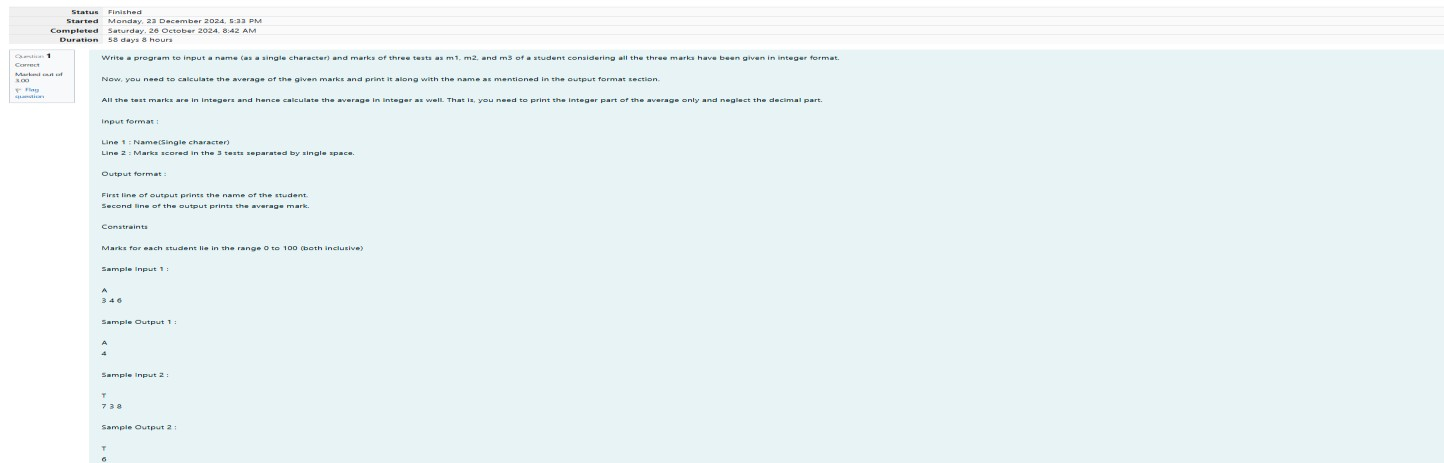 Status Finished
Started Monday, 23 December 2024, 5:33 PM
Completed Saturday, 26 October 2024, 8:42 AM
Duration 58 days 8 hours
Question 1
Correct
Marked out of
3.00
Flag
question
Write a program to input a name (as a single character) and marks of three tests as m1, m2, and m3 of a student considering all the three marks have been given in integer format.
Now, you need to calculate the average of the given marks and print it along with the name as mentioned in the output format section.
All the test marks are in integers and hence calculate the average in integer as well. That is, you need to print the integer part of the average only and neglect the decimal part.
Input format :
Line 1 : Name(Single character)
Line 2 : Marks scored in the 3 tests separated by single space.
Output format :
First line of output prints the name of the student.
Second line of the output prints the average mark.
Constraints
Marks for each student lie in the range 0 to 100 (both inclusive)
Sample Input 1 :
A
3 4 6
Sample Output 1 :
A
4
Sample Input 2 :
T
7 3 8
Sample Output 2 :
T
6